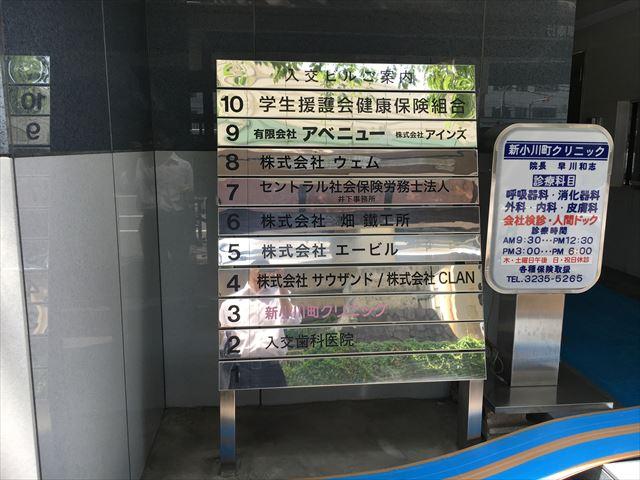 入交ビルご案内
10 学生援護会健康保険組合
9 有限会社 アベニュー 株式会社 アインズ
8 株式会社 ウェム
7 セントラル社会保険労務士法人
井下事務所
6 株式会社 畑 鐵工所
5 株式会社 エービル
4 株式会社 サウザンド / 株式会社 CLAN
3 新小川町クリニック
2 入交歯科医院
1
新小川町クリニック
院長 早川和志
診療科目
呼吸器科・消化器科
外科・内科・皮膚科
会社検診・人間ドック
診療時間
AM 9:30…PM12:30
PM 3:00…PM 6:00
木・土曜日午後 日・祝日休診
各種保険取扱
TEL.3235-5265